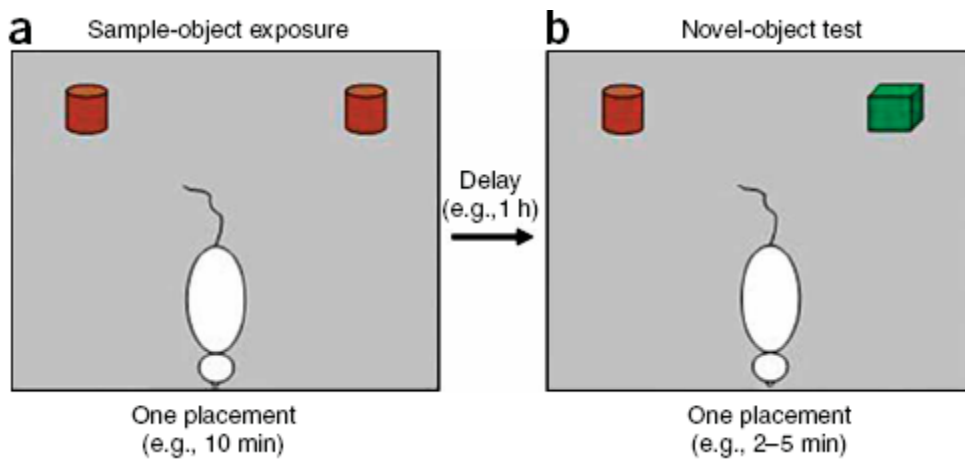 a Sample-object exposure
b Novel-object test
Delay
(e.g., 1 h)
One placement
(e.g., 10 min)
One placement
(e.g., 2–5 min)